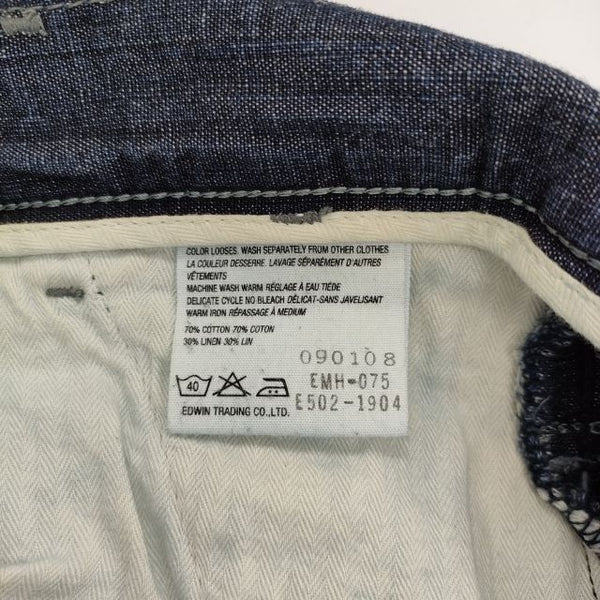 COLOR LOOSES. WASH SEPARATELY FROM OTHER CLOTHES
LA COULEUR DESSERRE. LAVAGE SÉPARÉMENT D'AUTRES
VÊTEMENTS
MACHINE WASH WARM RÉGLAGE À EAU TIÈDE
DELICATE CYCLE NO BLEACH DÉLICAT-SANS JAVELISANT
WARM IRON RÉPASSAGE À MEDIUM
70% COTTON 70% COTON
30% LINEN 30% LIN
090108
40
EMH-075
E502-1904
EDWIN TRADING CO.,LTD.